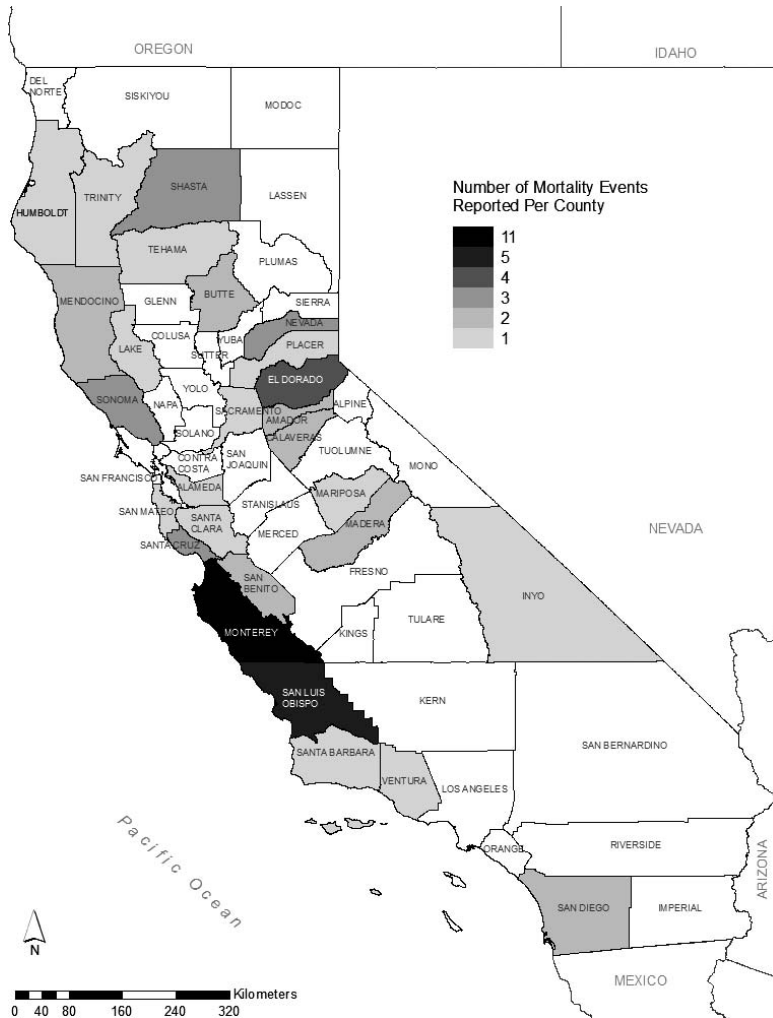 OREGON
IDAHO
DEL
NORTE
SISKIYOU
MODOC
Number of Mortality Events
Reported Per County
11
5
4
3
2
1
HUMBOLDT
TRINITY
SHASTA
LASSEN
TEHAMA
PLUMAS
MENDOCINO
GLENN
BUTTE
SIERRA
COLUSA
YUBA
NEVADA
LAKE
SUTTER
PLACER
SONOMA
NAPA
YOLO
SACRAMENTO
EL DORADO
ALPINE
SOLANO
AMADOR
CALAVERAS
CONTRA
COSTA
SAN
JOAQUIN
TUOLUMNE
MONO
SAN FRANCISCO
ALAMEDA
STANISLAUS
MARIPOSA
SAN MATEO
SANTA
CLARA
MERCED
MADERA
NEVADA
SANTA CRUZ
SAN
BENITO
FRESNO
INYO
MONTEREY
KINGS
TULARE
SAN LUIS
OBISPO
KERN
SAN BERNARDINO
SANTA BARBARA
VENTURA
LOS ANGELES
ORANGE
RIVERSIDE
ARIZONA
Pacific Ocean
SAN DIEGO
IMPERIAL
MEXICO
N
Kilometers
0 40 80 160 240 320